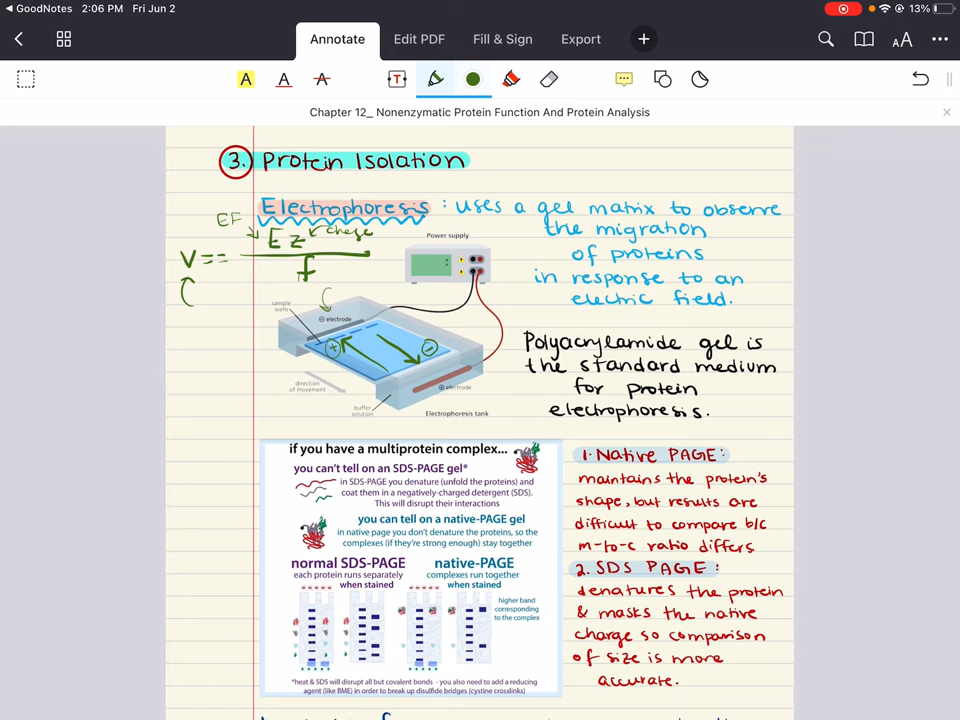 GoodNotes 2:06 PM Fri Jun 2 13%
Annotate Edit PDF Fill & Sign Export
A A A T AA
Chapter 12_ Nonenzymatic Protein Function And Protein Analysis
3. Protein Isolation
Electrophoresis : uses a gel matrix to observe
the migration
of proteins
in response to an
electric field.
EF
Ez charge
V ==
f
Power supply
sample
wells
⊖ electrode
+ −
direction
of movement
⊕ electrode
buffer
solution
Electrophoresis tank
Polyacrylamide gel is
the standard medium
for protein
electrophoresis.
if you have a multiprotein complex...
you can't tell on an SDS-PAGE gel*
in SDS-PAGE you denature (unfold the proteins) and
coat them in a negatively-charged detergent (SDS).
This will disrupt their interactions
you can tell on a native-PAGE gel
in native page you don't denature the proteins, so the
complexes (if they're strong enough) stay together
normal SDS-PAGE
each protein runs separately
when stained
native-PAGE
complexes run together
when stained
higher band
corresponding
to the complex
*heat & SDS will disrupt all but covalent bonds - you also need to add a reducing
agent (like BME) in order to break up disulfide bridges (cystine crosslinks)
1. Native PAGE:
maintains the protein's
shape, but results are
difficult to compare b/c
m-to-c ratio differs
2. SDS PAGE:
denatures the protein
& masks the native
charge so comparison
of size is more
accurate.